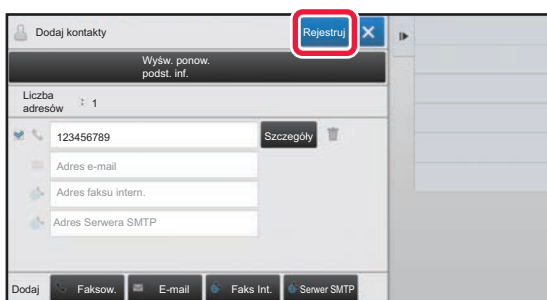 Dodaj kontakty
Rejestruj
Wyśw. ponow.
podst. inf.
Liczba
adresów : 1
123456789
Szczegóły
Adres e-mail
Adres faksu intern.
Adres Serwera SMTP
Dodaj Faksow. E-mail Faks Int. Serwer SMTP